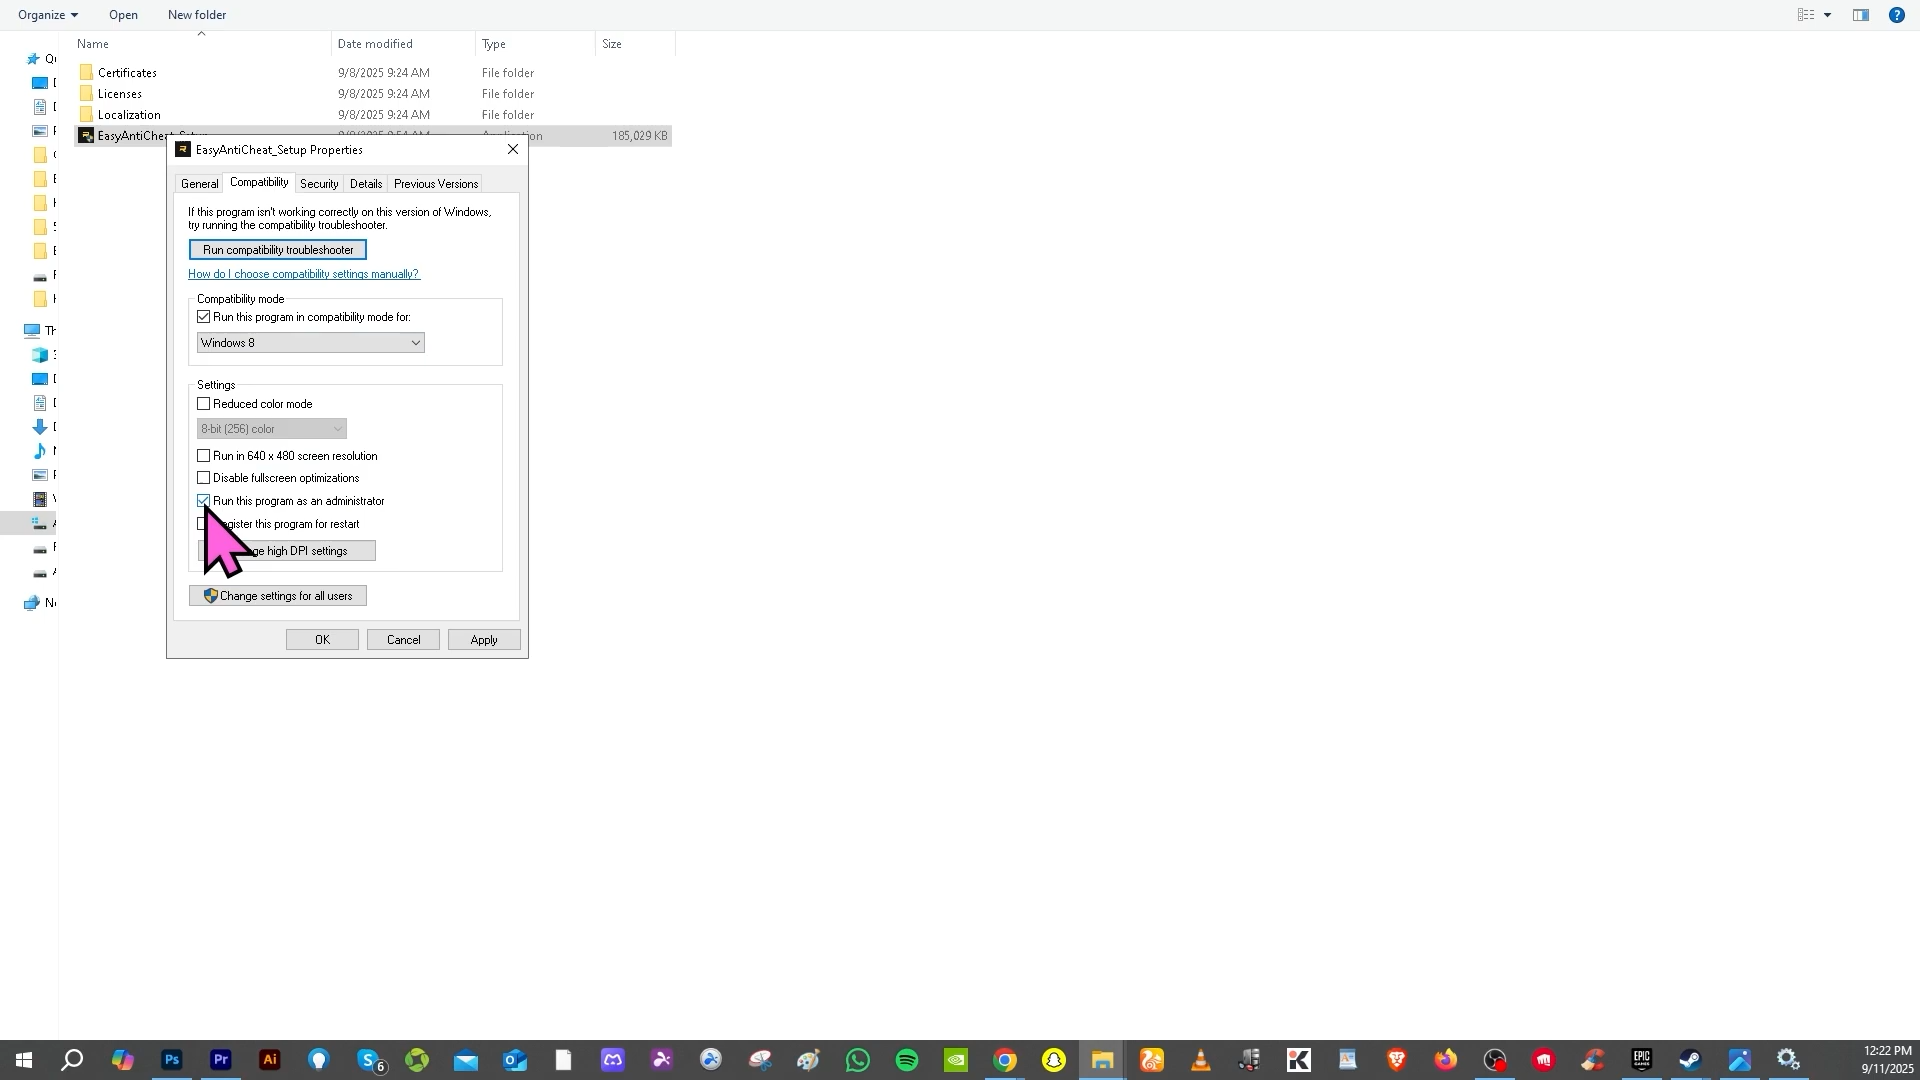 Organize
Open
New folder
Name
Date modified
Type
Size
Certificates
9/8/2025 9:24 AM
File folder
Licenses
9/8/2025 9:24 AM
File folder
Localization
9/8/2025 9:24 AM
File folder
185,029 KB
EasyAntiCheat_Setup Properties
General
Compatibility
Security
Details
Previous Versions
If this program isn't working correctly on this version of Windows,
try running the compatibility troubleshooter.
Run compatibility troubleshooter
How do I choose compatibility settings manually?
Compatibility mode
Run this program in compatibility mode for:
Windows 8
Settings
Reduced color mode
8-bit (256) color
Run in 640 x 480 screen resolution
Disable fullscreen optimizations
Run this program as an administrator
this program for restart
high DPI settings
Change settings for all users
OK
Cancel
Apply
Ps
Pr
Ai
S
6
K
EPIC
GAMES
12:22 PM
9/11/2025